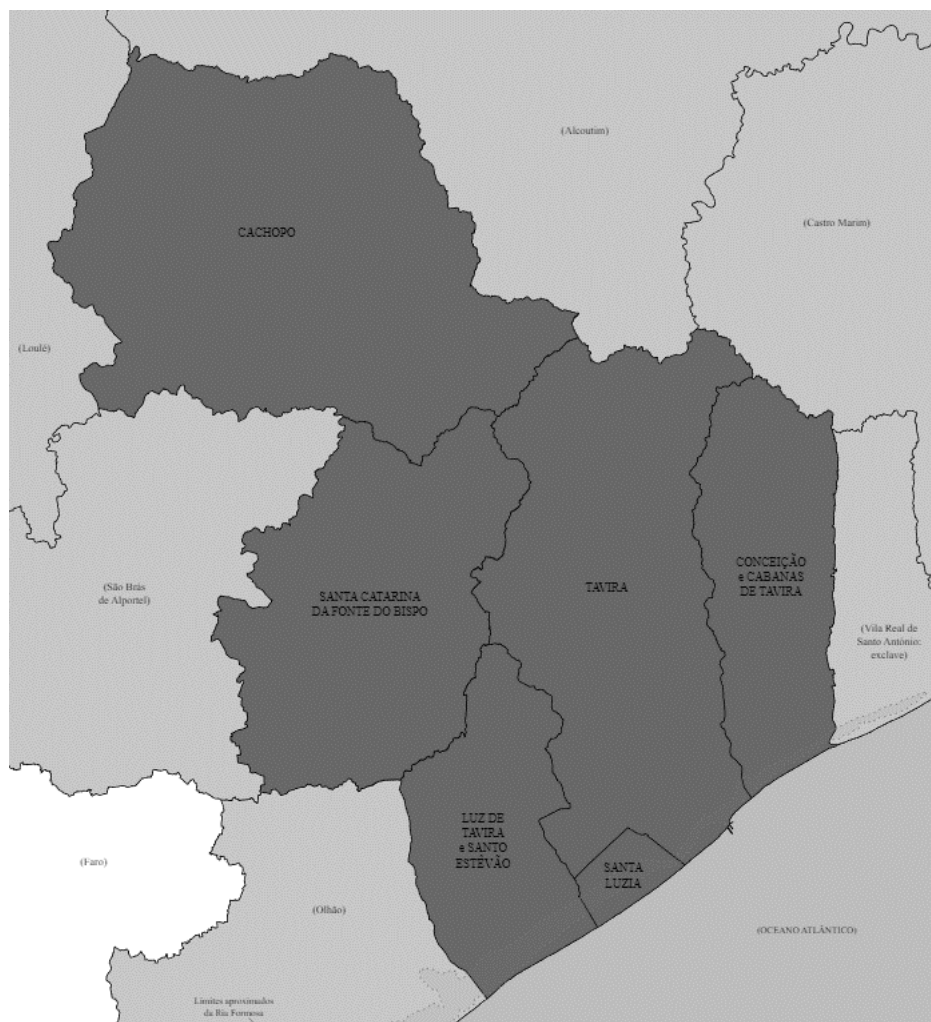 (Alcoutim)
(Castro Marim)
CACHOPO
(Loulé)
CONCEIÇÃO
e CABANAS
DE TAVIRA
(São Brás
de Alportel)
SANTA CATARINA
DA FONTE DO BISPO
TAVIRA
(Vila Real de
Santo António:
exclave)
LUZ DE
TAVIRA
e SANTO
ESTÊVÃO
(Faro)
SANTA
LUZIA
(Olhão)
(OCEANO ATLÂNTICO)
Limites aproximados
da Ria Formosa